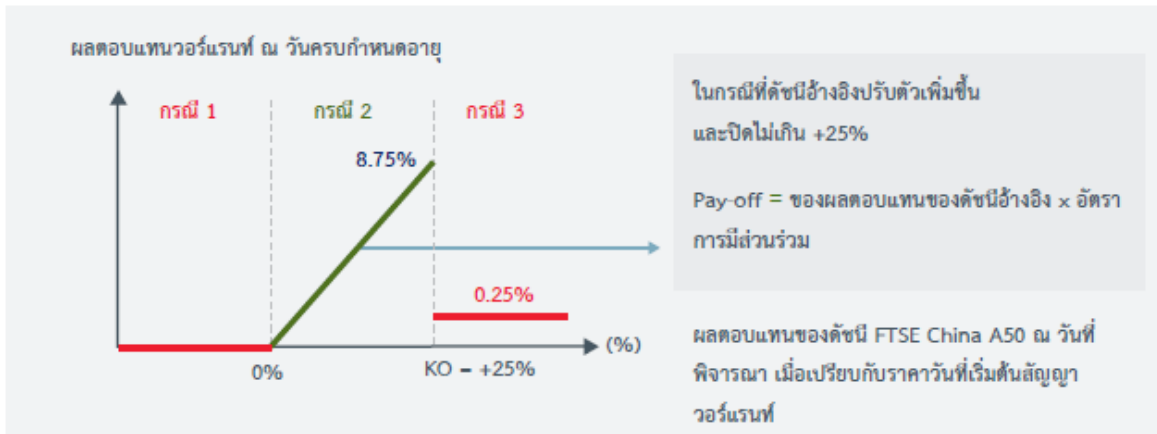 ผลตอบแทนวอร์แรนท์ ณ วันครบกำหนดอายุ
กรณี 1
กรณี 2
กรณี 3
8.75%
0.25%
(%)
0%
KO = +25%
ในกรณีที่ดัชนีอ้างอิงปรับตัวเพิ่มขึ้น
และปิดไม่เกิน +25%
Pay-off = ของผลตอบแทนของดัชนีอ้างอิง x อัตรา
การมีส่วนร่วม
ผลตอบแทนของดัชนี FTSE China A50 ณ วันที่
พิจารณา เมื่อเปรียบกับราคาวันที่เริ่มต้นสัญญา
วอร์แรนท์